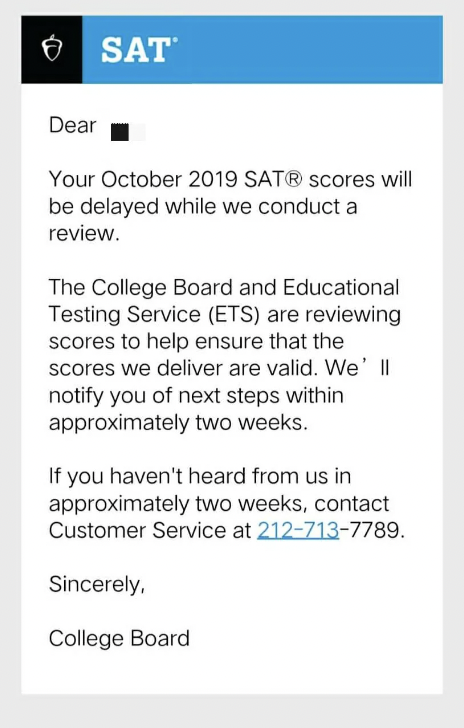 SAT®
Dear
Your October 2019 SAT® scores will
be delayed while we conduct a
review.
The College Board and Educational
Testing Service (ETS) are reviewing
scores to help ensure that the
scores we deliver are valid. We’ll
notify you of next steps within
approximately two weeks.
If you haven't heard from us in
approximately two weeks, contact
Customer Service at 212-713-7789.
Sincerely,
College Board